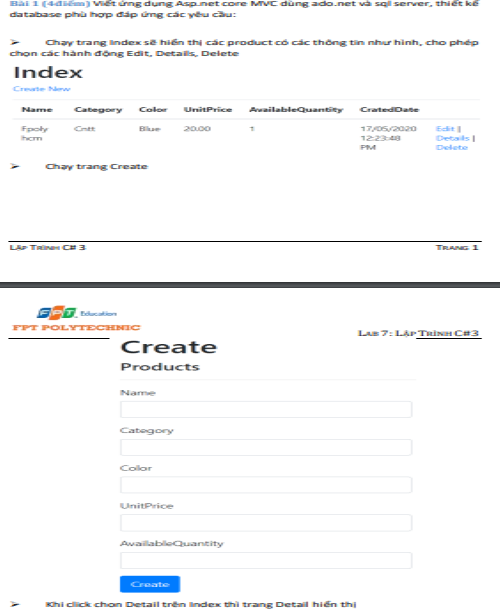 Bài 1 (4điểm) Viết ứng dụng Asp.net core MVC dùng ado.net và sql server, thiết kế
database phù hợp đáp ứng các yêu cầu:
➢ Chạy trang Index sẽ hiển thị các product có các thông tin như hình, cho phép
chọn các hành động Edit, Details, Delete
Index
Create New
Name Category Color UnitPrice AvailableQuantity CratedDate
Fpoly Cntt Blue 20.00 1 17/05/2020 Edit |
hcm 12:23:48 Details |
PM Delete
➢ Chạy trang Create
LẬP TRÌNH C# 3 TRANG 1
FPT. Education
FPT POLYTECHNIC
LAB 7: LẬP TRÌNH C#3
Create
Products
Name
Category
Color
UnitPrice
AvailableQuantity
Create
➢ Khi click chọn Detail trên Index thì trang Detail hiển thị